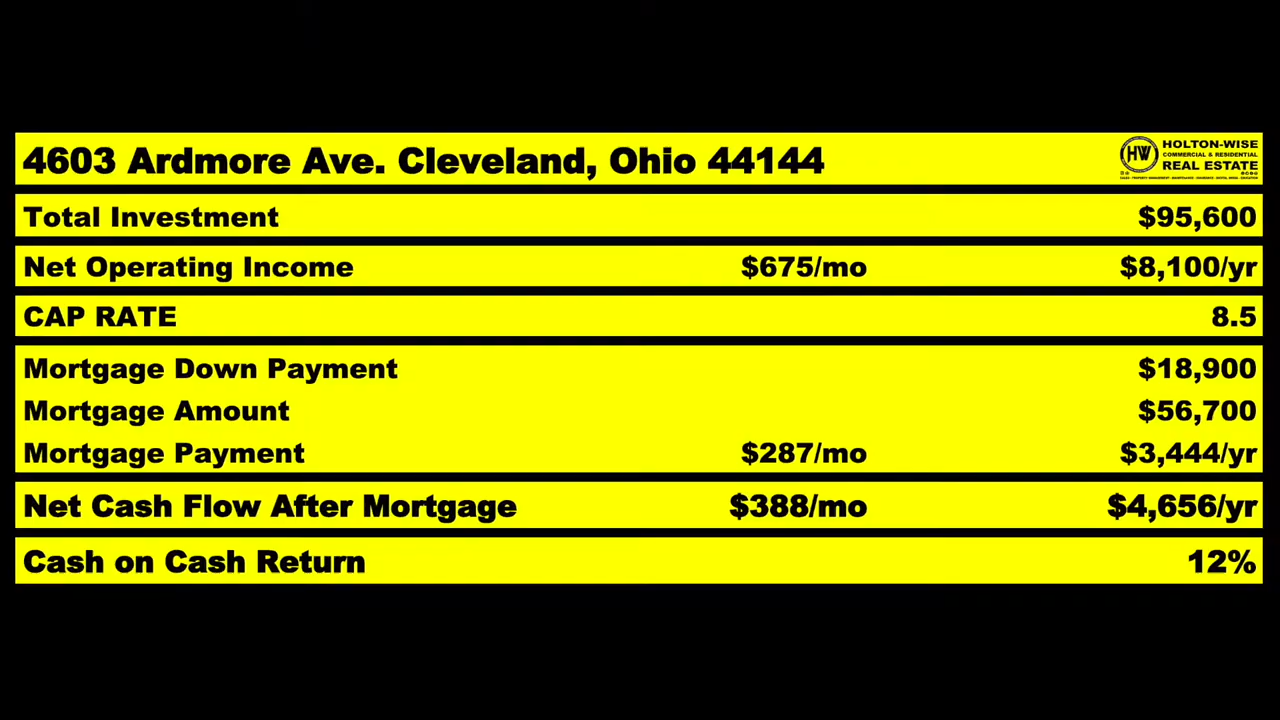 4603 Ardmore Ave. Cleveland, Ohio 44144
HW
HOLTON-WISE
COMMERCIAL & RESIDENTIAL
REAL ESTATE
Total Investment $95,600
Net Operating Income $675/mo $8,100/yr
CAP RATE 8.5
Mortgage Down Payment $18,900
Mortgage Amount $56,700
Mortgage Payment $287/mo $3,444/yr
Net Cash Flow After Mortgage $388/mo $4,656/yr
Cash on Cash Return 12%